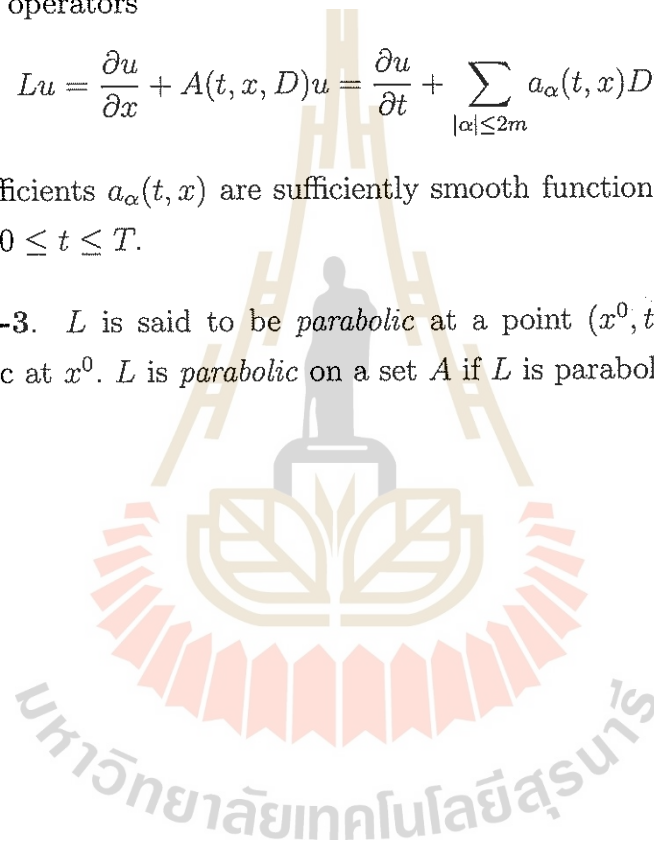 operators
Lu = ∂u/∂x + A(t, x, D)u = ∂u/∂t + ∑_{|α|≤2m} a_α(t, x)D
fficients a_α(t, x) are sufficiently smooth function
0 ≤ t ≤ T.
-3. L is said to be parabolic at a point (x⁰, t
c at x⁰. L is parabolic on a set A if L is parabol
มหาวิทยาลัยเทคโนโลยีสุรนารี